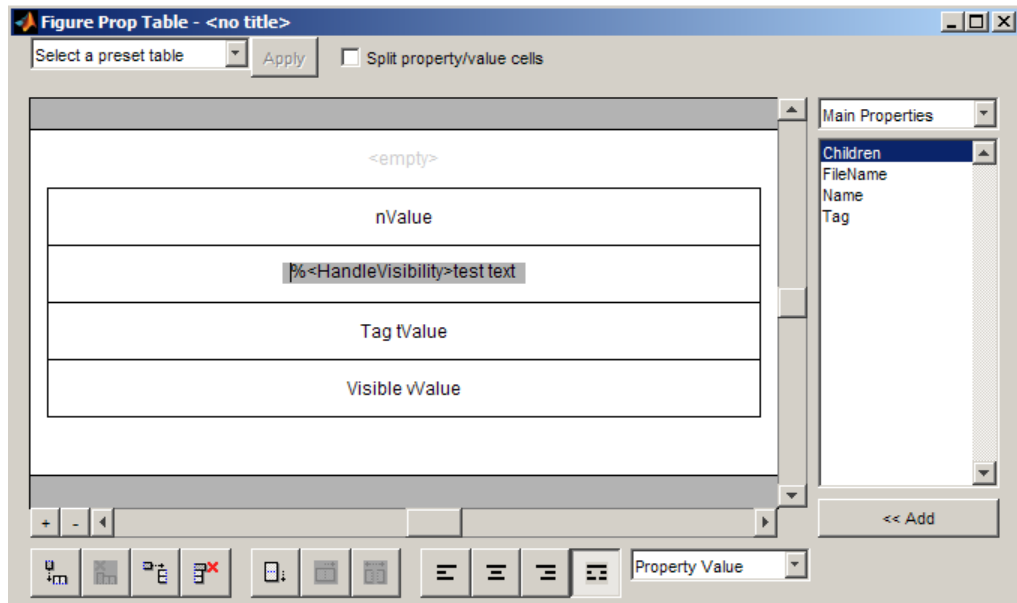 Figure Prop Table - <no title>
Select a preset table
Apply
Split property/value cells
Main Properties
<empty>
nValue
%<HandleVisibility>test text
Tag tValue
Visible vValue
Children
FileName
Name
Tag
<< Add
+ -
Property Value